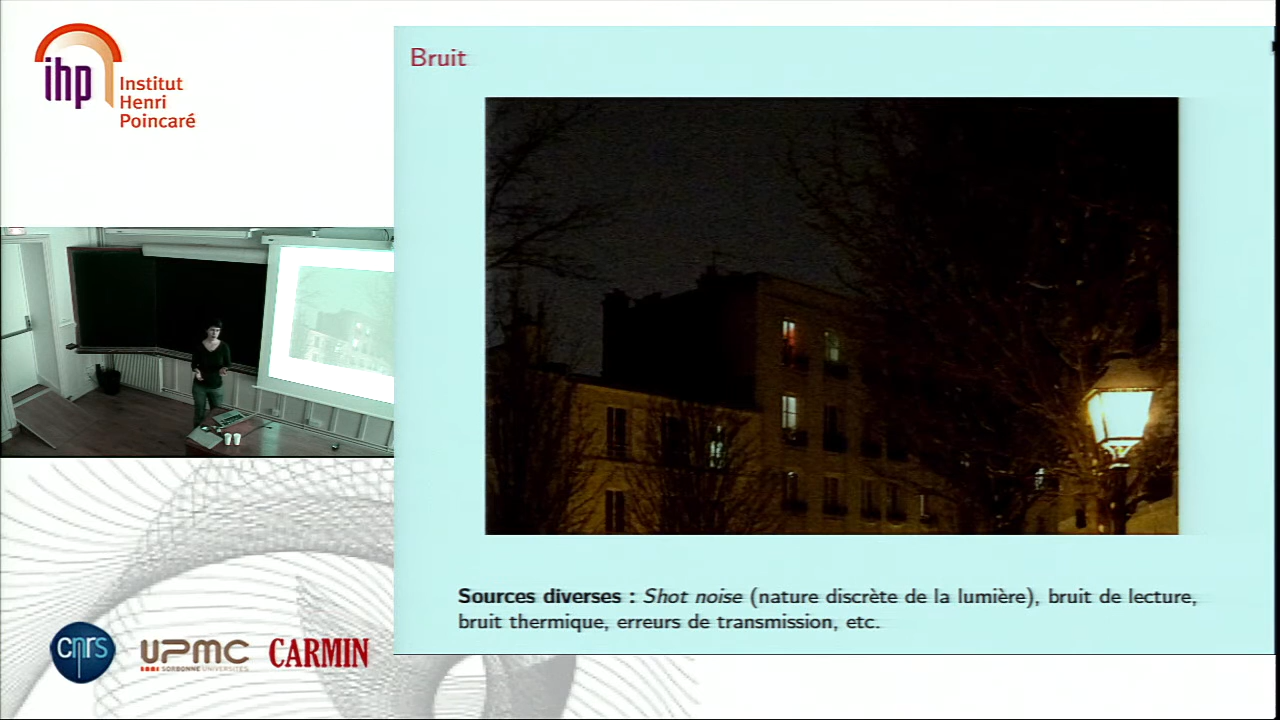 ihp
Institut
Henri
Poincaré
Bruit
Sources diverses : Shot noise (nature discrète de la lumière), bruit de lecture,
bruit thermique, erreurs de transmission, etc.
cnrs
UPMC
SORBONNE UNIVERSITÉS
CARMIN